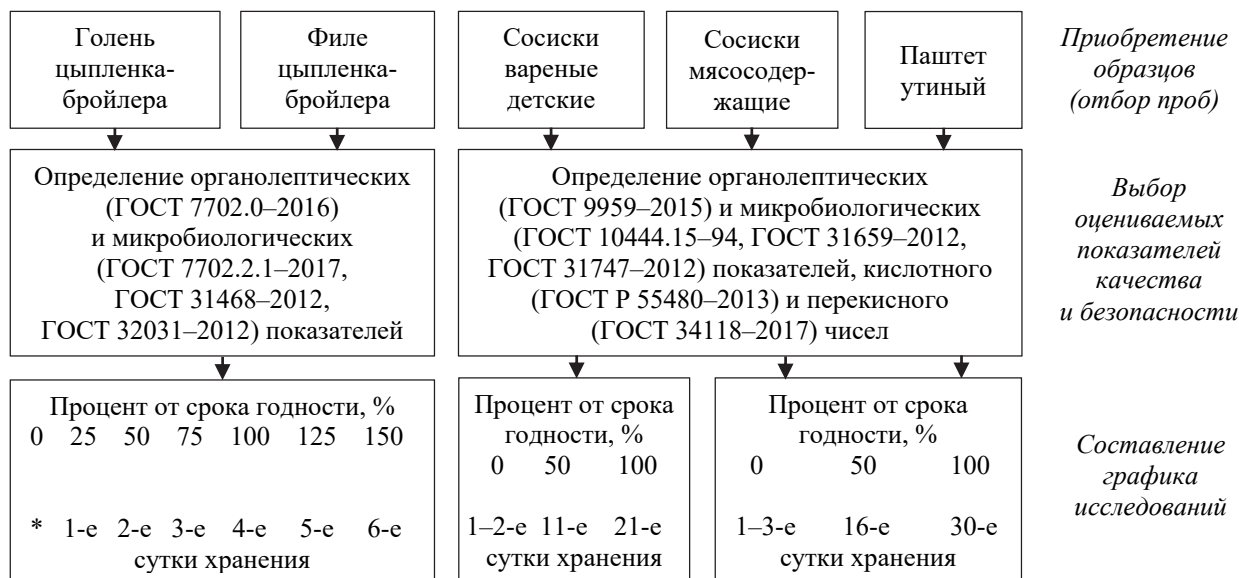 Голень
цыпленка-
бройлера
Филе
цыпленка-
бройлера
Сосиски
вареные
детские
Сосиски
мясосодер-
жащие
Паштет
утиный
Приобретение
образцов
(отбор проб)
Определение органолептических
(ГОСТ 7702.0–2016)
и микробиологических
(ГОСТ 7702.2.1–2017,
ГОСТ 31468–2012,
ГОСТ 32031–2012) показателей
Определение органолептических
(ГОСТ 9959–2015) и микробиологических
(ГОСТ 10444.15–94, ГОСТ 31659–2012,
ГОСТ 31747–2012) показателей, кислотного
(ГОСТ Р 55480–2013) и перекисного
(ГОСТ 34118–2017) чисел
Выбор
оцениваемых
показателей
качества
и безопасности
Процент от срока годности, %
0 25 50 75 100 125 150
* 1-е 2-е 3-е 4-е 5-е 6-е
сутки хранения
Процент от срока
годности, %
0 50 100
1–2-е 11-е 21-е
сутки хранения
Процент от срока
годности, %
0 50 100
1–3-е 16-е 30-е
сутки хранения
Составление
графика
исследований